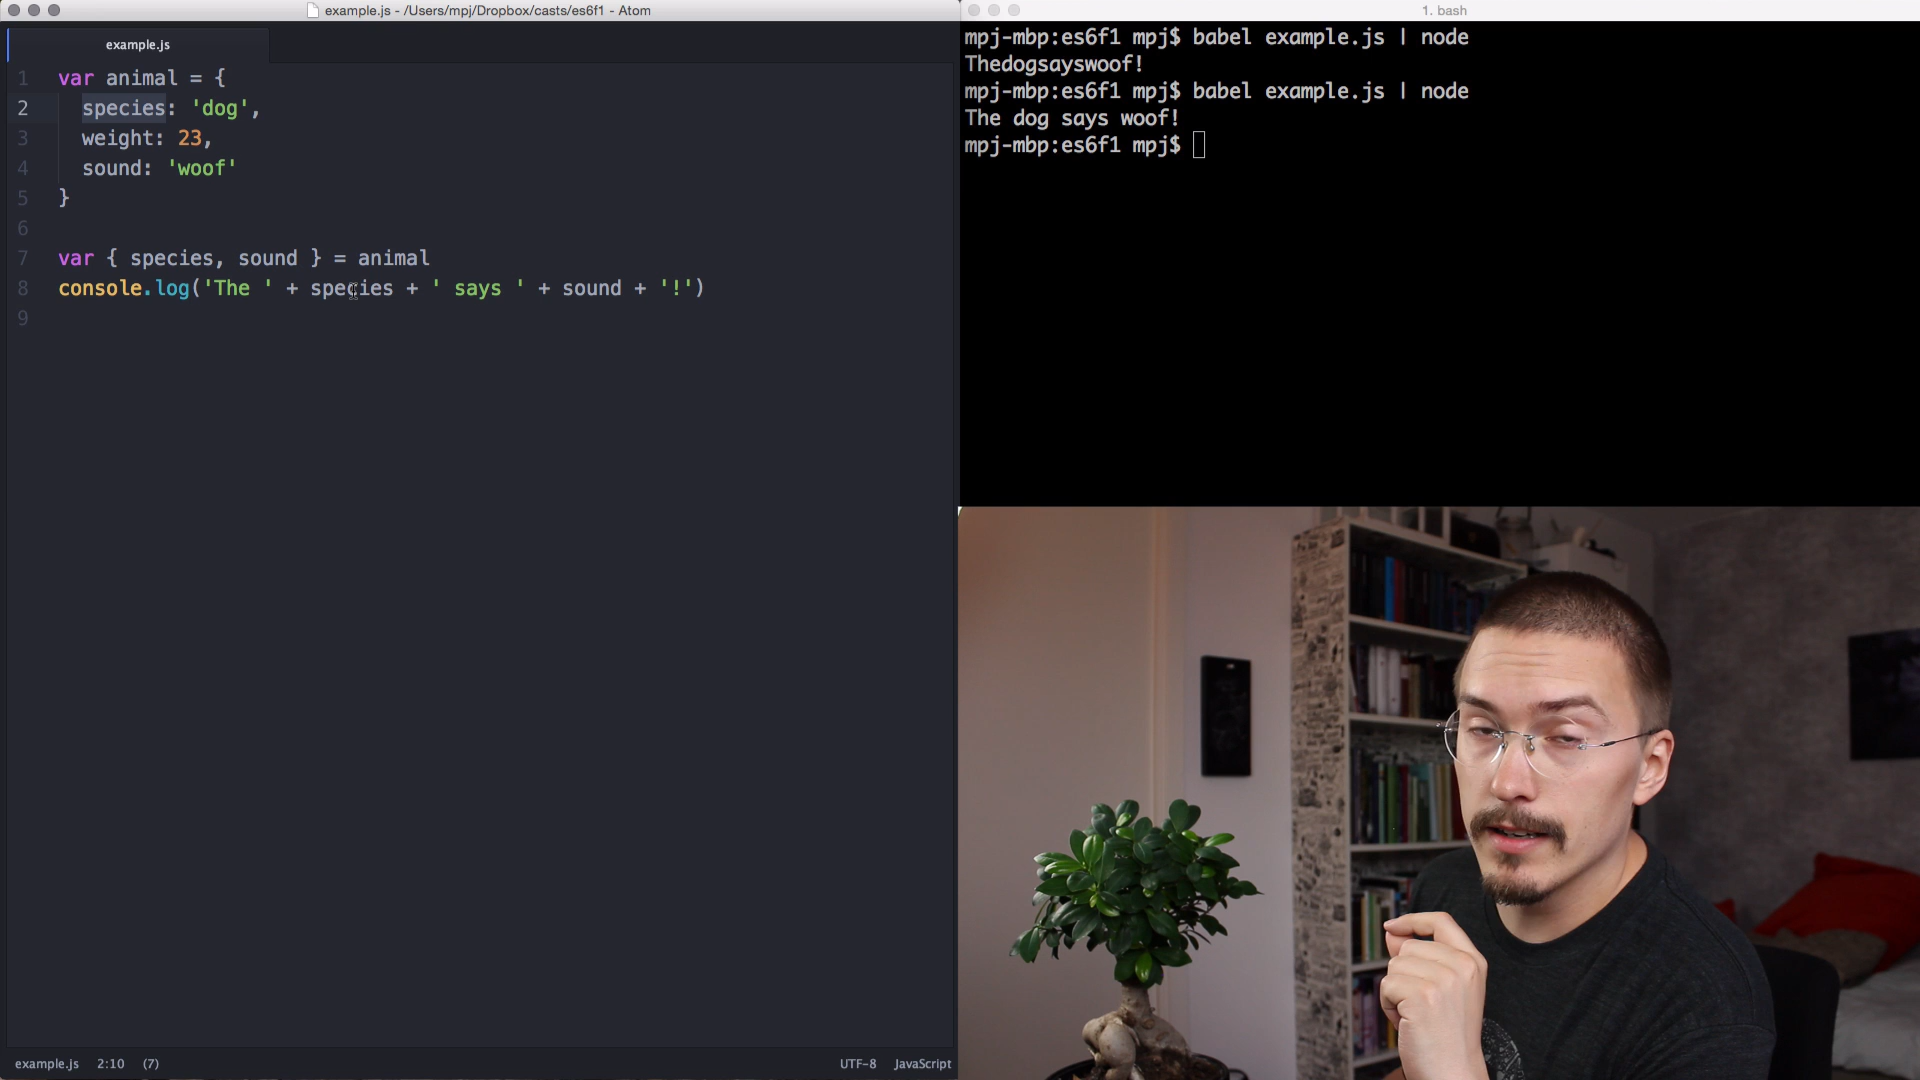 example.js - /Users/mpj/Dropbox/casts/es6f1 - Atom
example.js
1 var animal = {
2 species: 'dog',
3 weight: 23,
4 sound: 'woof'
5 }
6
7 var { species, sound } = animal
8 console.log('The ' + species + ' says ' + sound + '!')
9
example.js 2:10 (7) UTF-8 JavaScript
1. bash
mpj-mbp:es6f1 mpj$ babel example.js | node
Thedogsayswoof!
mpj-mbp:es6f1 mpj$ babel example.js | node
The dog says woof!
mpj-mbp:es6f1 mpj$